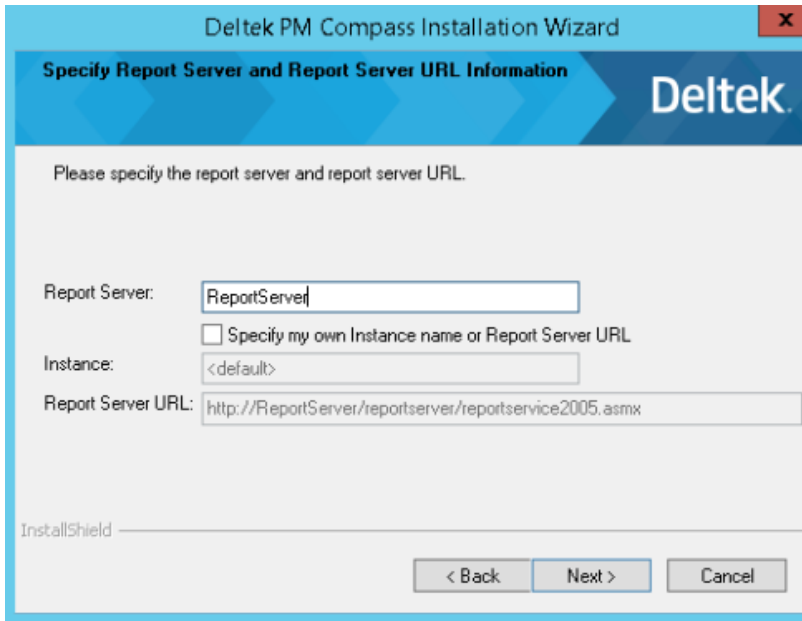 Deltek PM Compass Installation Wizard
x
Specify Report Server and Report Server URL Information
Deltek.
Please specify the report server and report server URL.
Report Server: ReportServer
Specify my own Instance name or Report Server URL
Instance: <default>
Report Server URL: http://ReportServer/reportserver/reportservice2005.asmx
InstallShield
< Back Next > Cancel